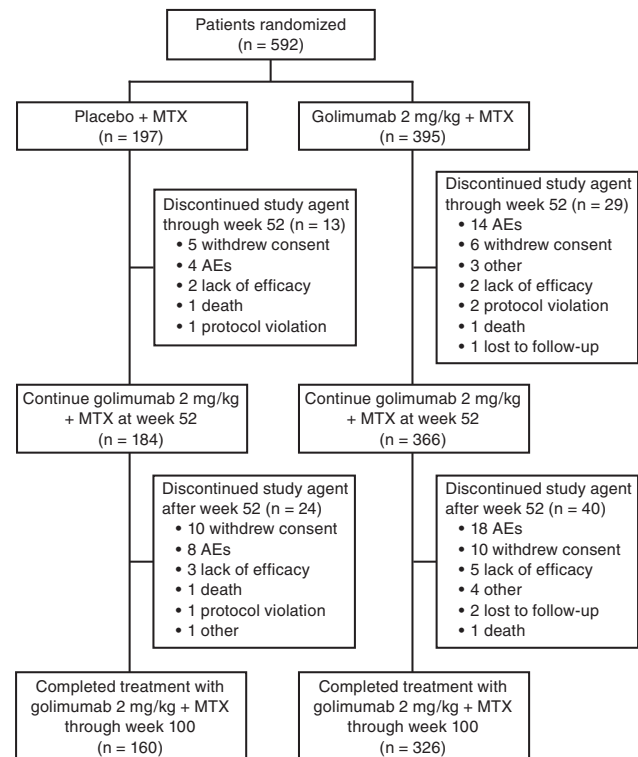 Patients randomized
(n = 592)
Placebo + MTX
(n = 197)
Golimumab 2 mg/kg + MTX
(n = 395)
Discontinued study agent
through week 52 (n = 13)
• 5 withdrew consent
• 4 AEs
• 2 lack of efficacy
• 1 death
• 1 protocol violation
Discontinued study agent
through week 52 (n = 29)
• 14 AEs
• 6 withdrew consent
• 3 other
• 2 lack of efficacy
• 2 protocol violation
• 1 death
• 1 lost to follow-up
Continue golimumab 2 mg/kg
+ MTX at week 52
(n = 184)
Continue golimumab 2 mg/kg
+ MTX at week 52
(n = 366)
Discontinued study agent
after week 52 (n = 24)
• 10 withdrew consent
• 8 AEs
• 3 lack of efficacy
• 1 death
• 1 protocol violation
• 1 other
Discontinued study agent
after week 52 (n = 40)
• 18 AEs
• 10 withdrew consent
• 5 lack of efficacy
• 4 other
• 2 lost to follow-up
• 1 death
Completed treatment with
golimumab 2 mg/kg + MTX
through week 100
(n = 160)
Completed treatment with
golimumab 2 mg/kg + MTX
through week 100
(n = 326)